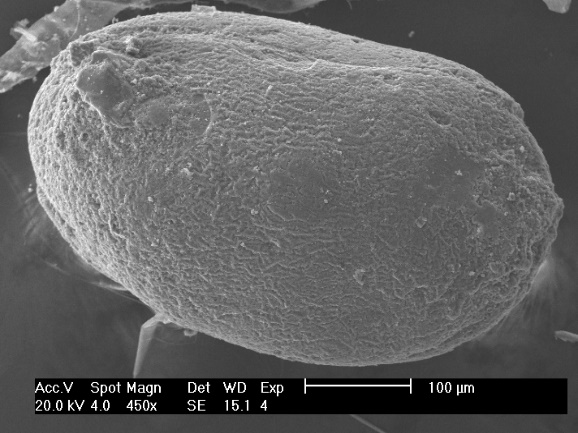 Acc.V Spot Magn Det WD Exp 100 µm
20.0 kV 4.0 450x SE 15.1 4